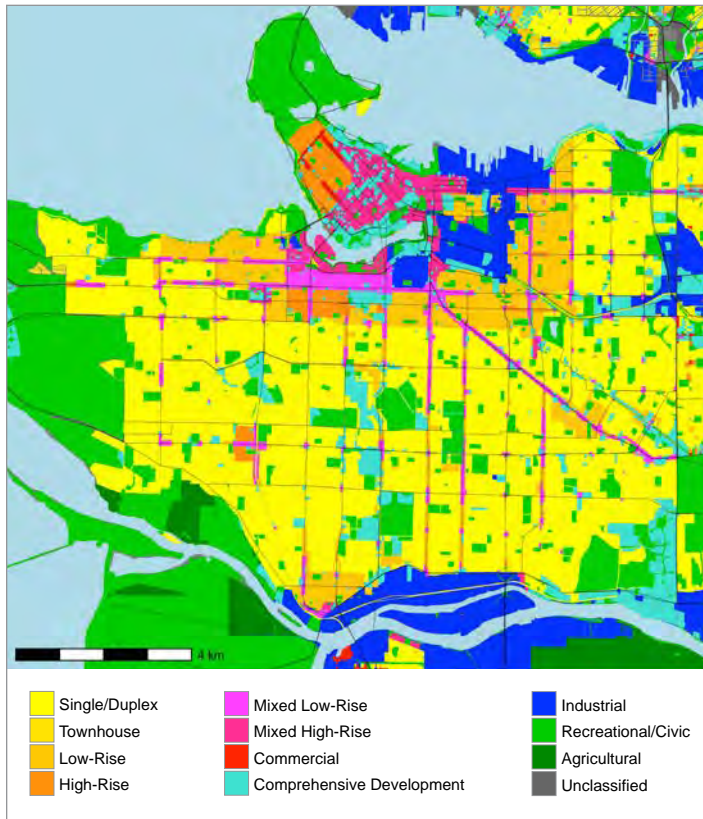 4 km
Single/Duplex
Townhouse
Low-Rise
High-Rise
Mixed Low-Rise
Mixed High-Rise
Commercial
Comprehensive Development
Industrial
Recreational/Civic
Agricultural
Unclassified